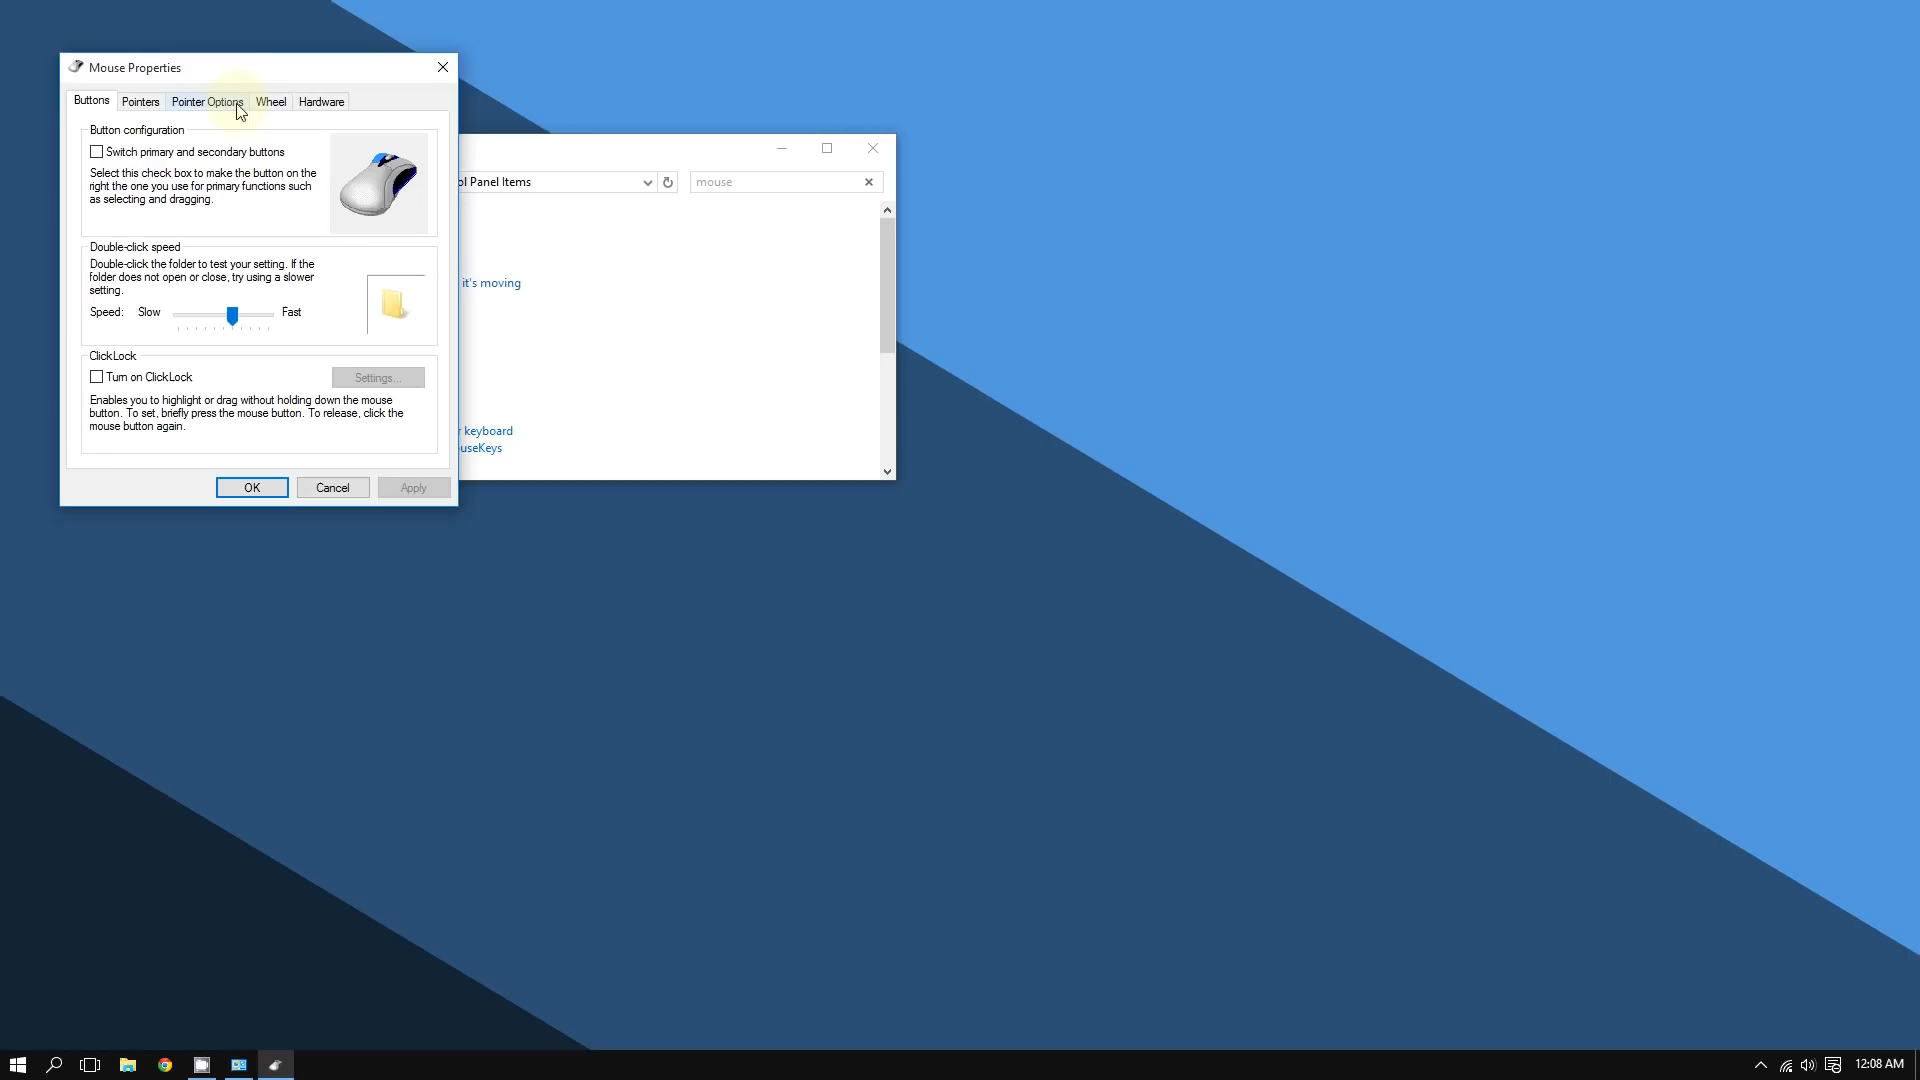 Mouse Properties
Buttons Pointers Pointer Options Wheel Hardware
Button configuration
Switch primary and secondary buttons
Select this check box to make the button on the
right the one you use for primary functions such
as selecting and dragging.
Double-click speed
Double-click the folder to test your setting. If the
folder does not open or close, try using a slower
setting.
Speed: Slow Fast
ClickLock
Turn on ClickLock
Settings...
Enables you to highlight or drag without holding down the mouse
button. To set, briefly press the mouse button. To release, click the
mouse button again.
OK Cancel Apply
ol Panel Items
mouse
it's moving
r keyboard
ouseKeys
12:08 AM